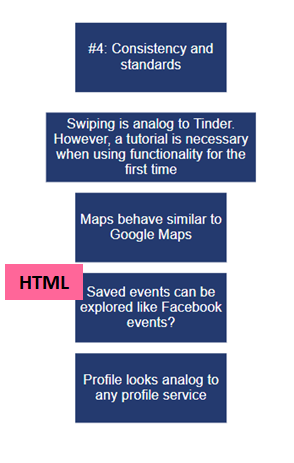 #4: Consistency and
standards
Swiping is analog to Tinder.
However, a tutorial is necessary
when using functionality for the
first time
Maps behave similar to
Google Maps
HTML
Saved events can be
explored like Facebook
events?
Profile looks analog to
any profile service